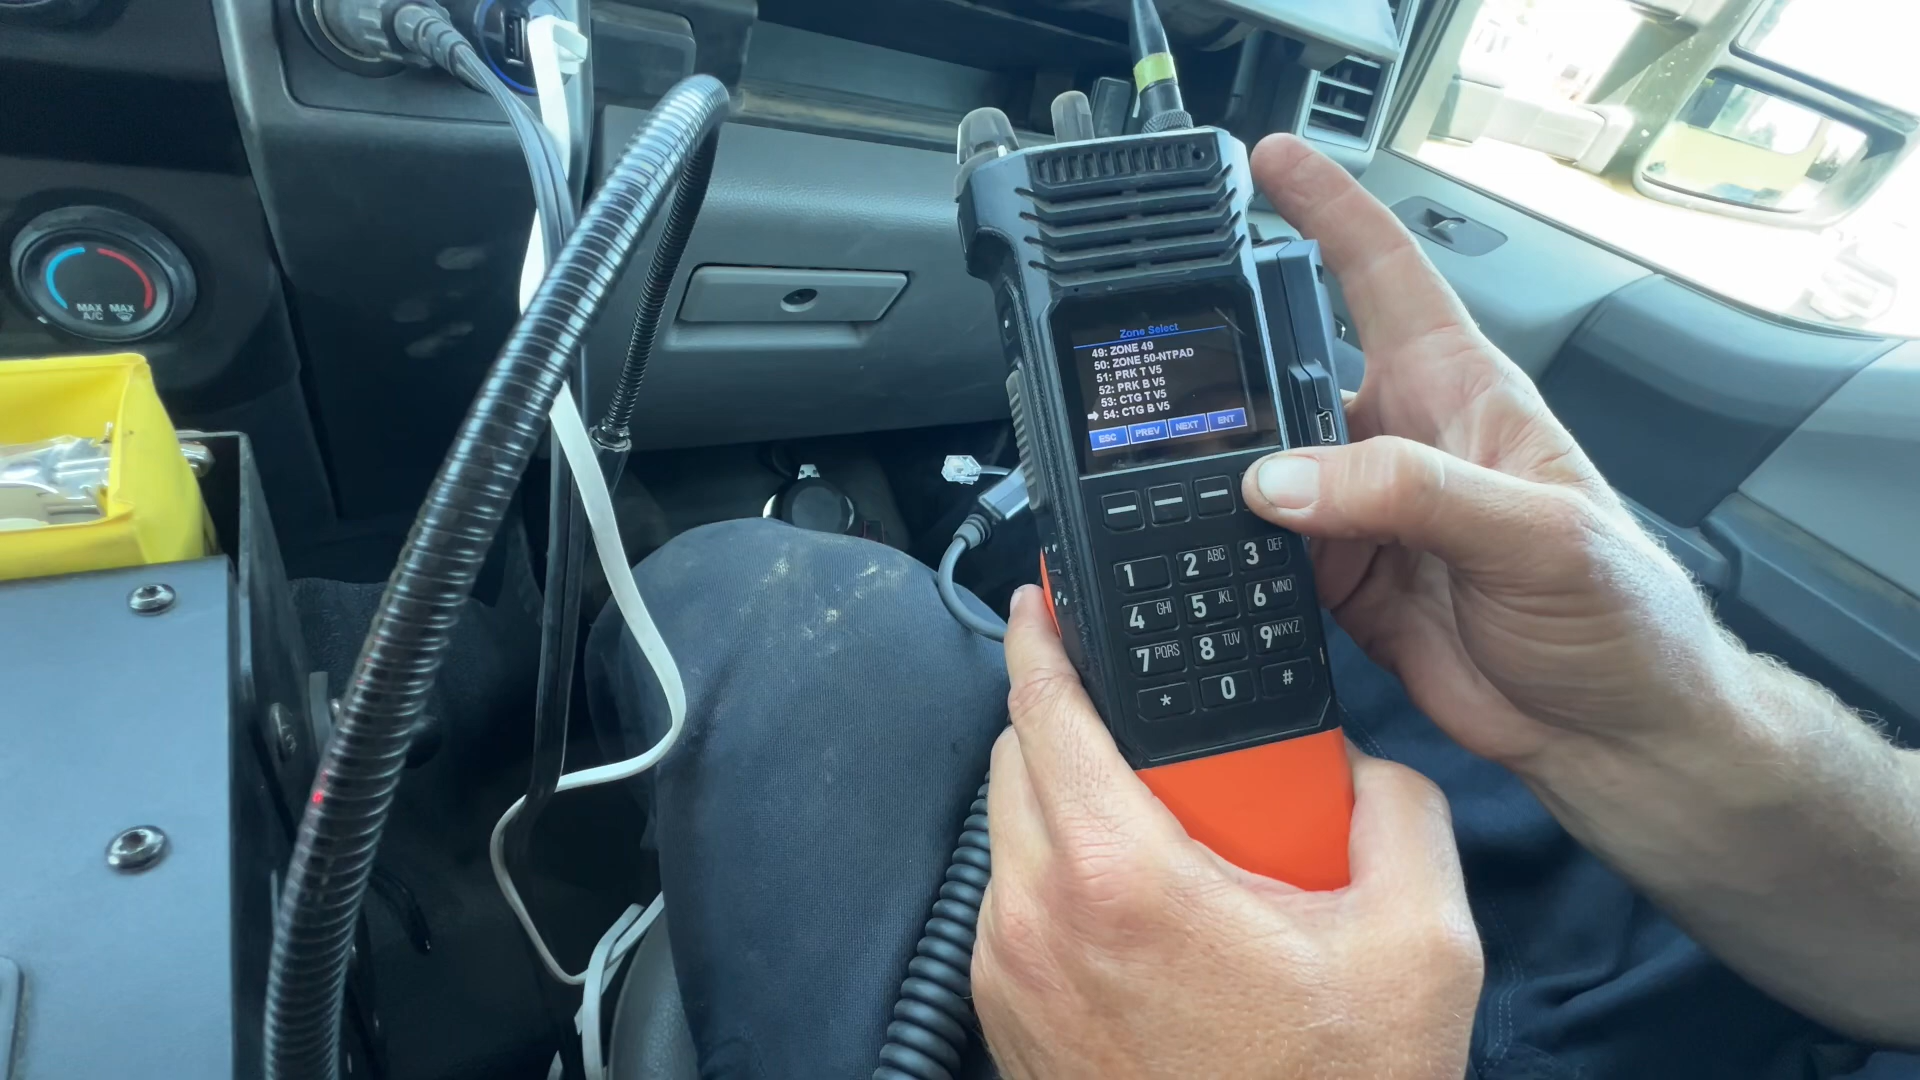 MAX MAX
A/C
Zone Select
49: ZONE 49
50: ZONE 50-NTPAD
51: PRK T V5
52: PRK B V5
53: CTG T V5
54: CTG B V5
ESC PREV NEXT ENT
1 2 ABC 3 DEF
4 GHI 5 JKL 6 MNO
7 PQRS 8 TUV 9 WXYZ
* 0 #